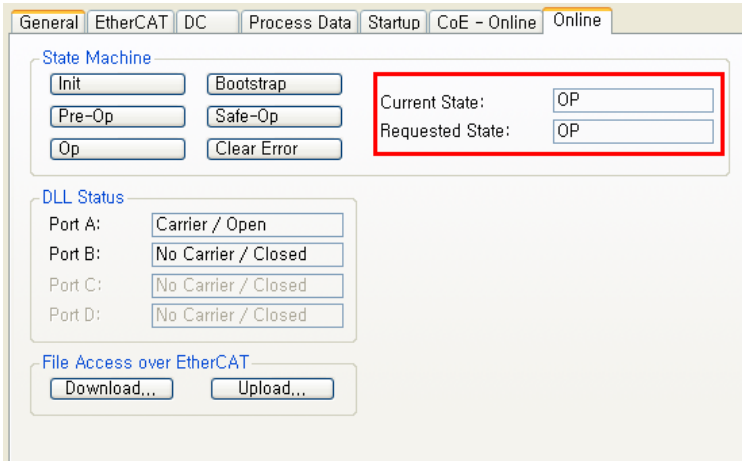 General EtherCAT DC Process Data Startup CoE - Online Online
State Machine
Init Bootstrap
Pre-Op Safe-Op
Op Clear Error
Current State: OP
Requested State: OP
DLL Status
Port A: Carrier / Open
Port B: No Carrier / Closed
Port C: No Carrier / Closed
Port D: No Carrier / Closed
File Access over EtherCAT
Download,,, Upload,,,